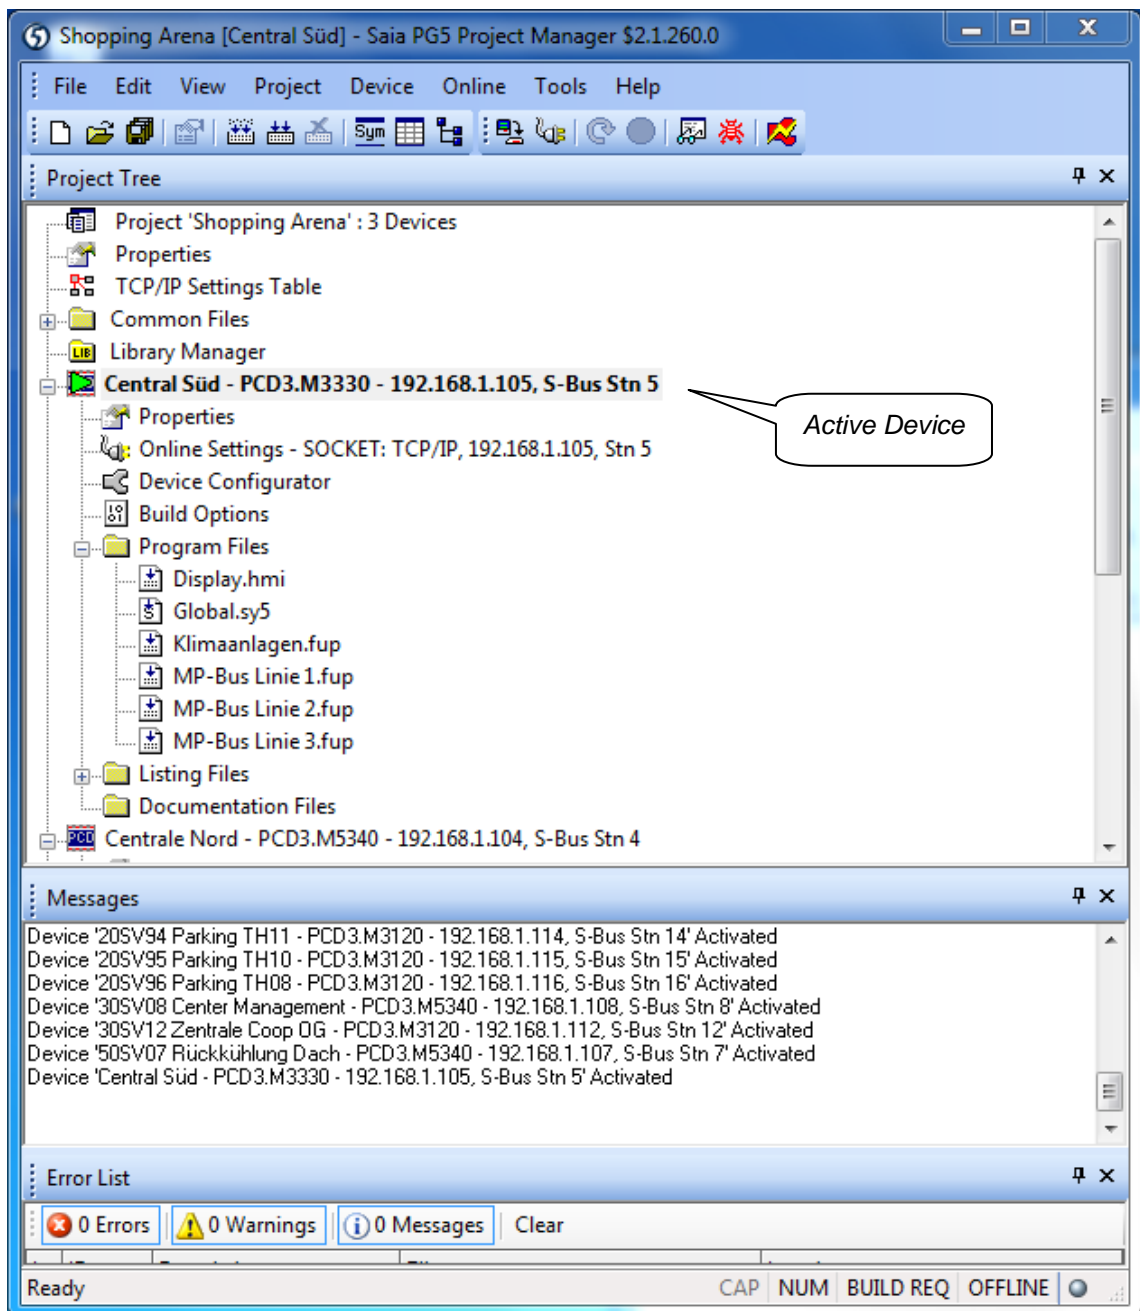 Shopping Arena [Central Süd] - Saia PG5 Project Manager $2.1.260.0
File Edit View Project Device Online Tools Help
Sym
Project Tree
Project 'Shopping Arena' : 3 Devices
Properties
TCP/IP Settings Table
Common Files
LIB Library Manager
Central Süd - PCD3.M3330 - 192.168.1.105, S-Bus Stn 5
Active Device
Properties
Online Settings - SOCKET: TCP/IP, 192.168.1.105, Stn 5
Device Configurator
Build Options
Program Files
Display.hmi
Global.sy5
Klimaanlagen.fup
MP-Bus Linie 1.fup
MP-Bus Linie 2.fup
MP-Bus Linie 3.fup
Listing Files
Documentation Files
PCD Centrale Nord - PCD3.M5340 - 192.168.1.104, S-Bus Stn 4
Messages
Device '20SV94 Parking TH11 - PCD3.M3120 - 192.168.1.114, S-Bus Stn 14' Activated
Device '20SV95 Parking TH10 - PCD3.M3120 - 192.168.1.115, S-Bus Stn 15' Activated
Device '20SV96 Parking TH08 - PCD3.M3120 - 192.168.1.116, S-Bus Stn 16' Activated
Device '30SV08 Center Management - PCD3.M5340 - 192.168.1.108, S-Bus Stn 8' Activated
Device '30SV12 Zentrale Coop OG - PCD3.M3120 - 192.168.1.112, S-Bus Stn 12' Activated
Device '50SV07 Rückkühlung Dach - PCD3.M5340 - 192.168.1.107, S-Bus Stn 7' Activated
Device 'Central Süd - PCD3.M3330 - 192.168.1.105, S-Bus Stn 5' Activated
Error List
0 Errors 0 Warnings 0 Messages Clear
Ready CAP NUM BUILD REQ OFFLINE